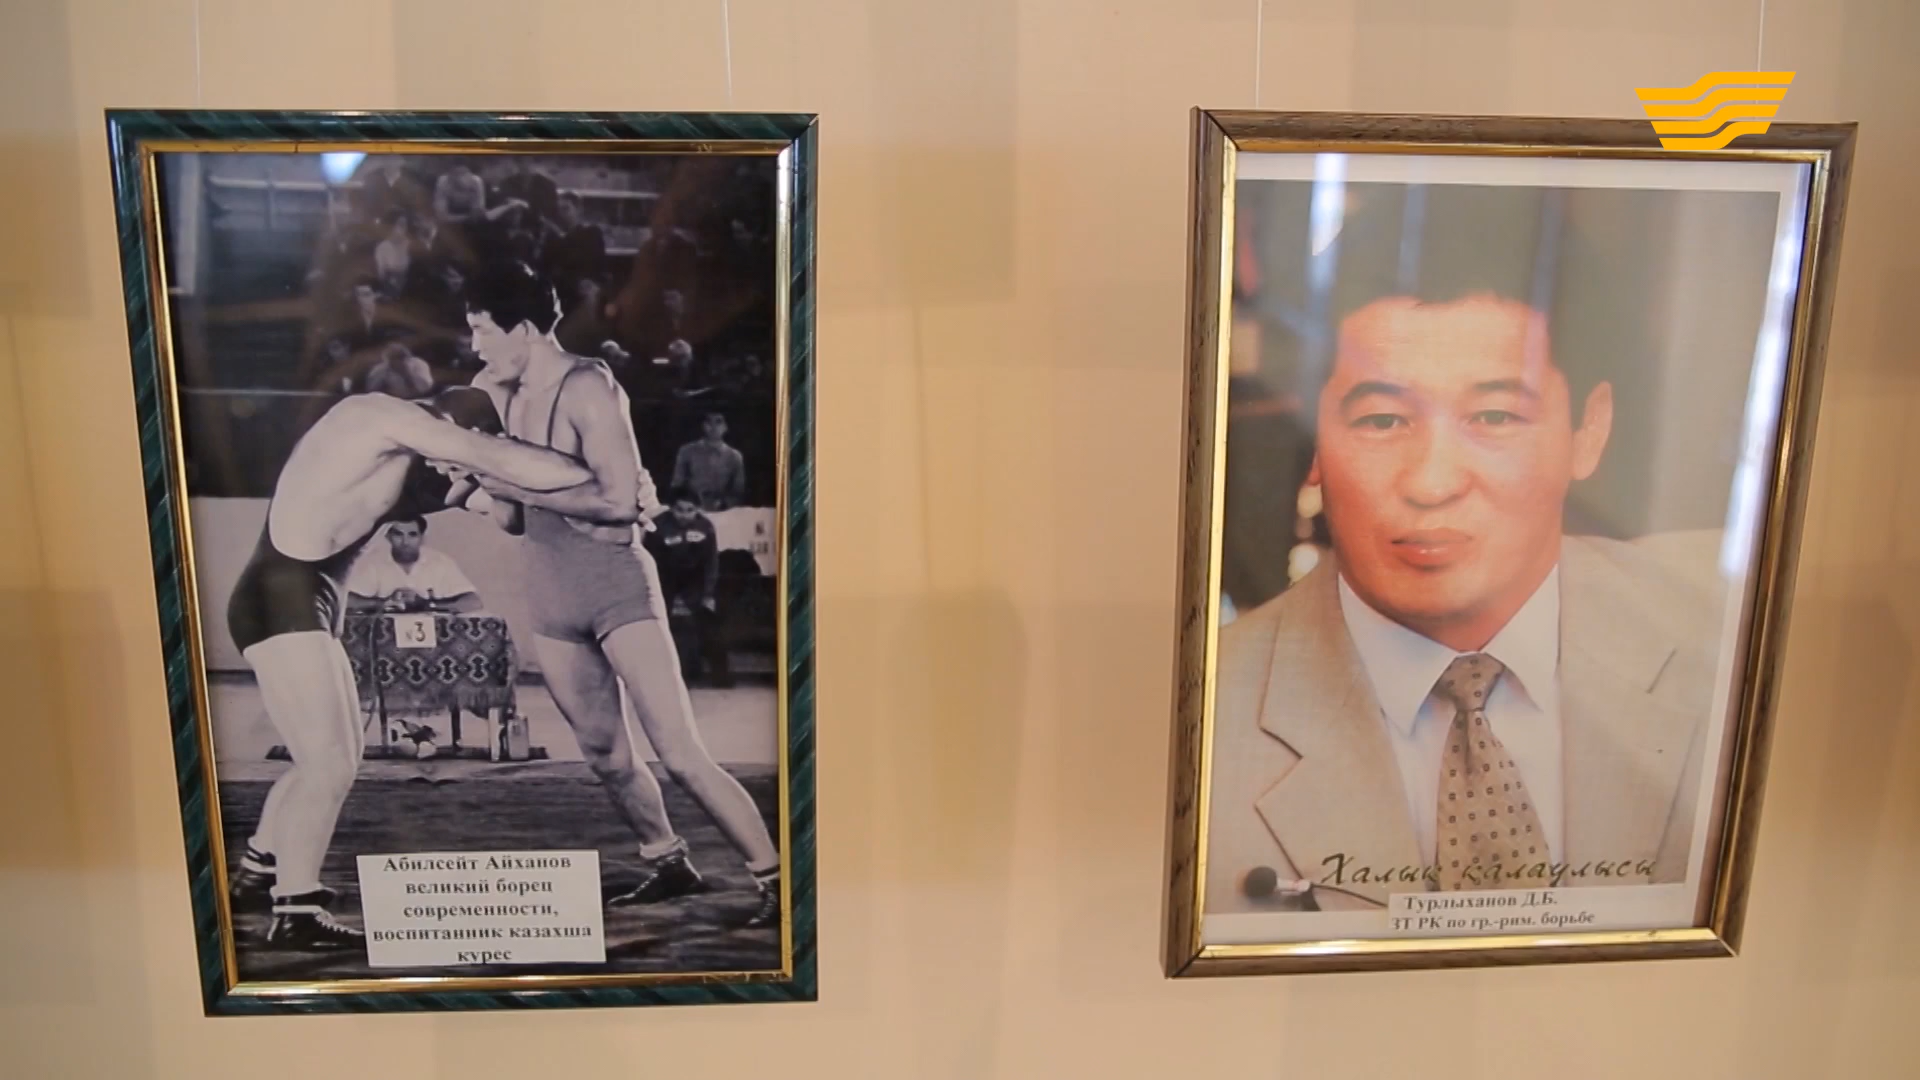 №3
Абилсейт Айханов
великий борец
современности,
воспитанник казахша
курес
Халық қалаулысы
Турлыханов Д.Б.
ЗТ РК по гр.-рим. борьбе